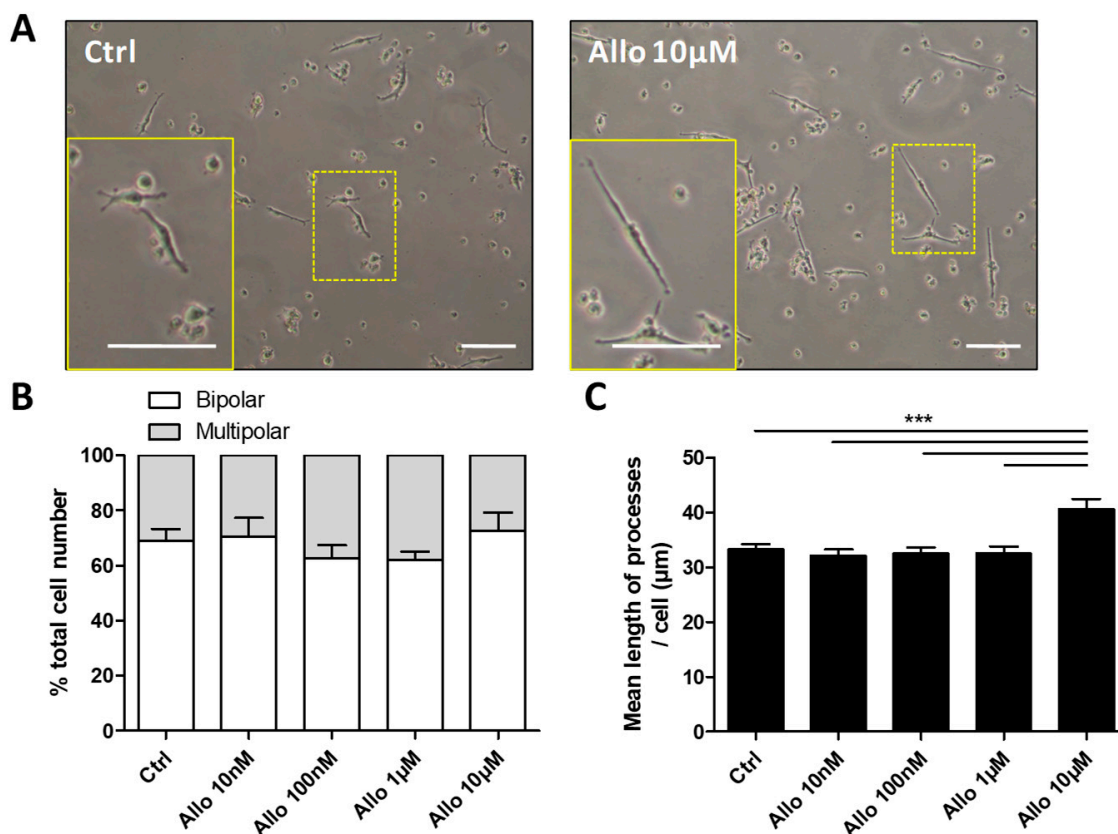 A
Ctrl
Allo 10µM
B
Bipolar
Multipolar
% total cell number
100
80
60
40
20
0
Ctrl
Allo 10nM
Allo 100nM
Allo 1µM
Allo 10µM
C
***
Mean length of processes
/ cell (µm)
50
40
30
20
10
0
Ctrl
Allo 10nM
Allo 100nM
Allo 1µM
Allo 10µM